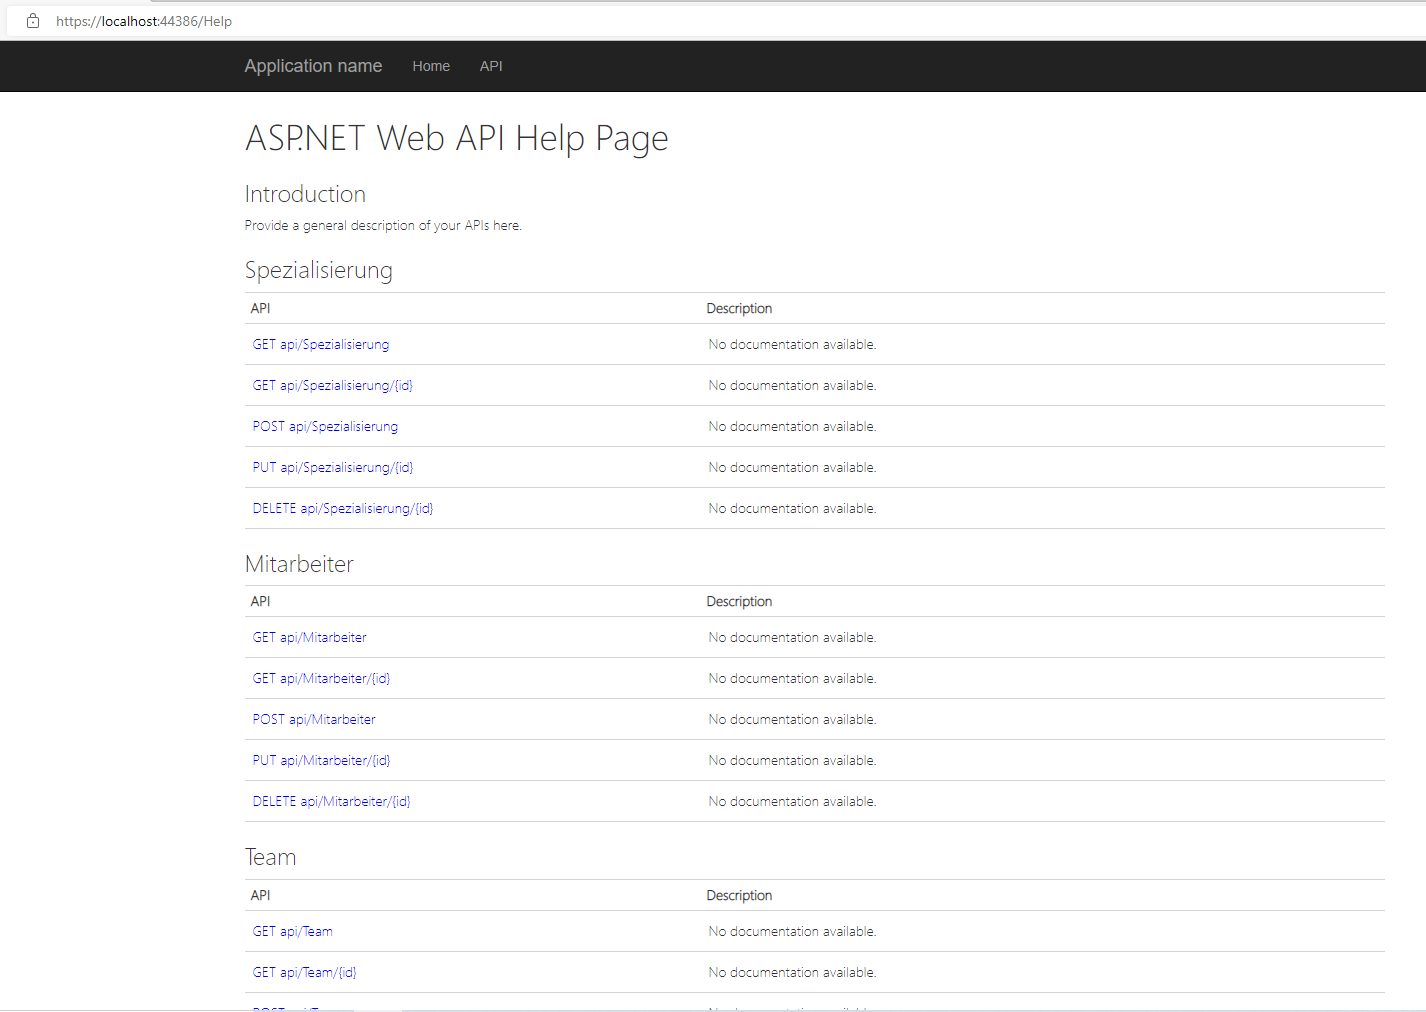 https://localhost:44386/Help
Application name Home API
ASP.NET Web API Help Page
Introduction
Provide a general description of your APIs here.
Spezialisierung
API Description
GET api/Spezialisierung No documentation available.
GET api/Spezialisierung/{id} No documentation available.
POST api/Spezialisierung No documentation available.
PUT api/Spezialisierung/{id} No documentation available.
DELETE api/Spezialisierung/{id} No documentation available.
Mitarbeiter
API Description
GET api/Mitarbeiter No documentation available.
GET api/Mitarbeiter/{id} No documentation available.
POST api/Mitarbeiter No documentation available.
PUT api/Mitarbeiter/{id} No documentation available.
DELETE api/Mitarbeiter/{id} No documentation available.
Team
API Description
GET api/Team No documentation available.
GET api/Team/{id} No documentation available.